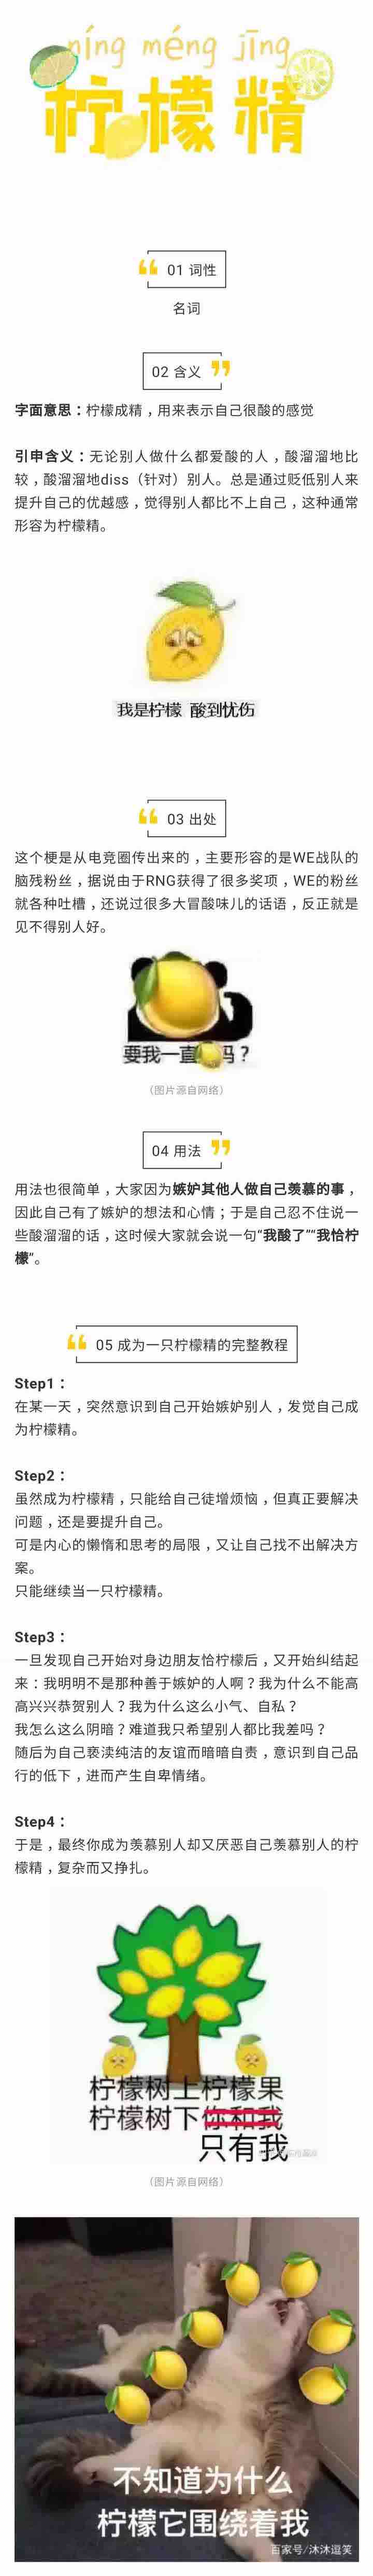 níng méng jīng
柠檬精
01 词性
名词
02 含义
字面意思：柠檬成精，用来表示自己很酸的感觉
引申含义：无论别人做什么都爱酸的人，酸溜溜地比
较，酸溜溜地diss（针对）别人。总是通过贬低别人来
提升自己的优越感，觉得别人都比不上自己，这种通常
形容为柠檬精。
我是柠檬 酸到忧伤
03 出处
这个梗是从电竞圈传出来的，主要形容的是WE战队的
脑残粉丝，据说由于RNG获得了很多奖项，WE的粉丝
就各种吐槽，还说过很多大冒酸味儿的话语，反正就是
见不得别人好。
要我一直吗？
（图片源自网络）
04 用法
用法也很简单，大家因为嫉妒其他人做自己羡慕的事，
因此自己有了嫉妒的想法和心情；于是自己忍不住说一
些酸溜溜的话，这时候大家就会说一句“我酸了”“我恰柠
檬”。
05 成为一只柠檬精的完整教程
Step1：
在某一天，突然意识到自己开始嫉妒别人，发觉自己成
为柠檬精。
Step2：
虽然成为柠檬精，只能给自己徒增烦恼，但真正要解决
问题，还是要提升自己。
可是内心的懒惰和思考的局限，又让自己找不出解决方
案。
只能继续当一只柠檬精。
Step3：
一旦发现自己开始对身边朋友恰柠檬后，又开始纠结起
来：我明明不是那种善于嫉妒的人啊？我为什么不能高
高兴兴恭贺别人？我为什么这么小气、自私？
我怎么这么阴暗？难道我只希望别人都比我差吗？
随后为自己亵渎纯洁的友谊而暗暗自责，意识到自己品
行的低下，进而产生自卑情绪。
Step4：
于是，最终你成为羡慕别人却又厌恶自己羡慕别人的柠
檬精，复杂而又挣扎。
柠檬树上柠檬果
柠檬树下你和我
只有我
（图片源自网络）
不知道为什么
柠檬它围绕着我
百家号/沐沐逗笑